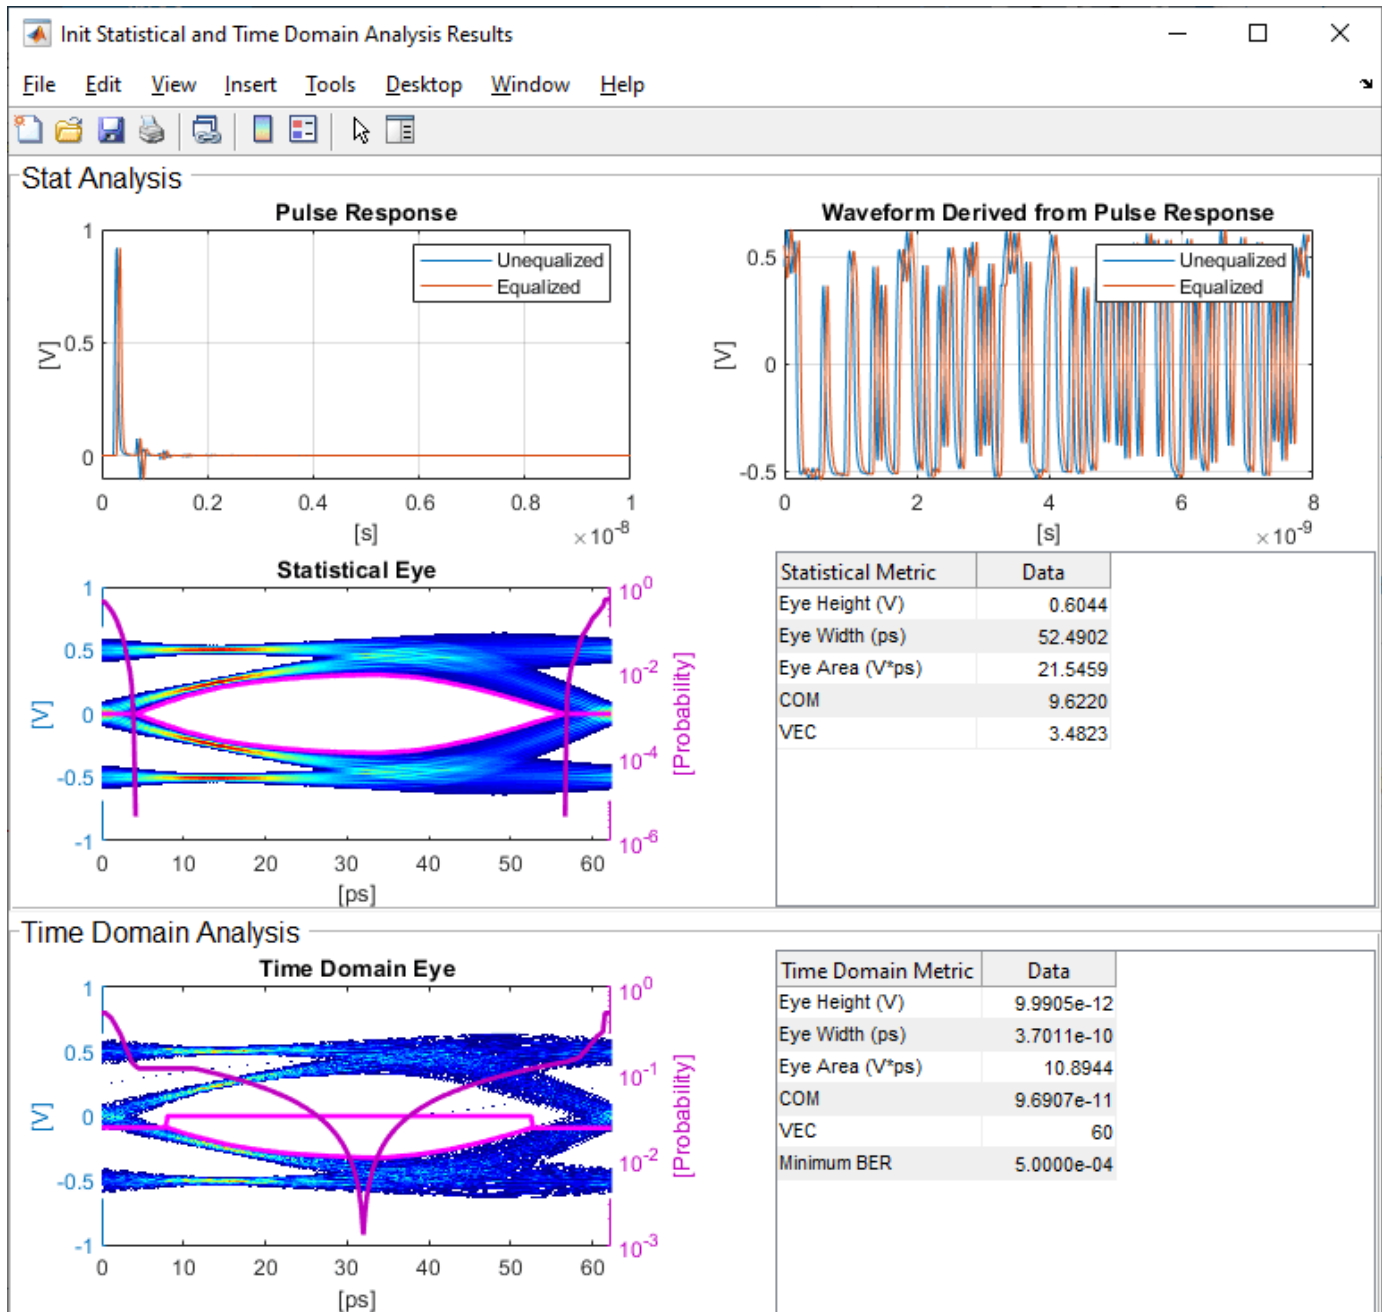 Init Statistical and Time Domain Analysis Results
File Edit View Insert Tools Desktop Window Help
Stat Analysis
Pulse Response
1
0.5
0
[V]
Unequalized
Equalized
0 0.2 0.4 0.6 0.8 1
[s]
×10^-8
Waveform Derived from Pulse Response
0.5
0
-0.5
[V]
Unequalized
Equalized
0 2 4 6 8
[s]
×10^-9
Statistical Eye
1
0.5
0
-0.5
-1
[V]
10^0
10^-2
10^-4
10^-6
[Probability]
0 10 20 30 40 50 60
[ps]
Statistical Metric Data
Eye Height (V) 0.6044
Eye Width (ps) 52.4902
Eye Area (V*ps) 21.5459
COM 9.6220
VEC 3.4823
Time Domain Analysis
Time Domain Eye
1
0.5
0
-0.5
-1
[V]
10^0
10^-1
10^-2
10^-3
[Probability]
0 10 20 30 40 50 60
[ps]
Time Domain Metric Data
Eye Height (V) 9.9905e-12
Eye Width (ps) 3.7011e-10
Eye Area (V*ps) 10.8944
COM 9.6907e-11
VEC 60
Minimum BER 5.0000e-04